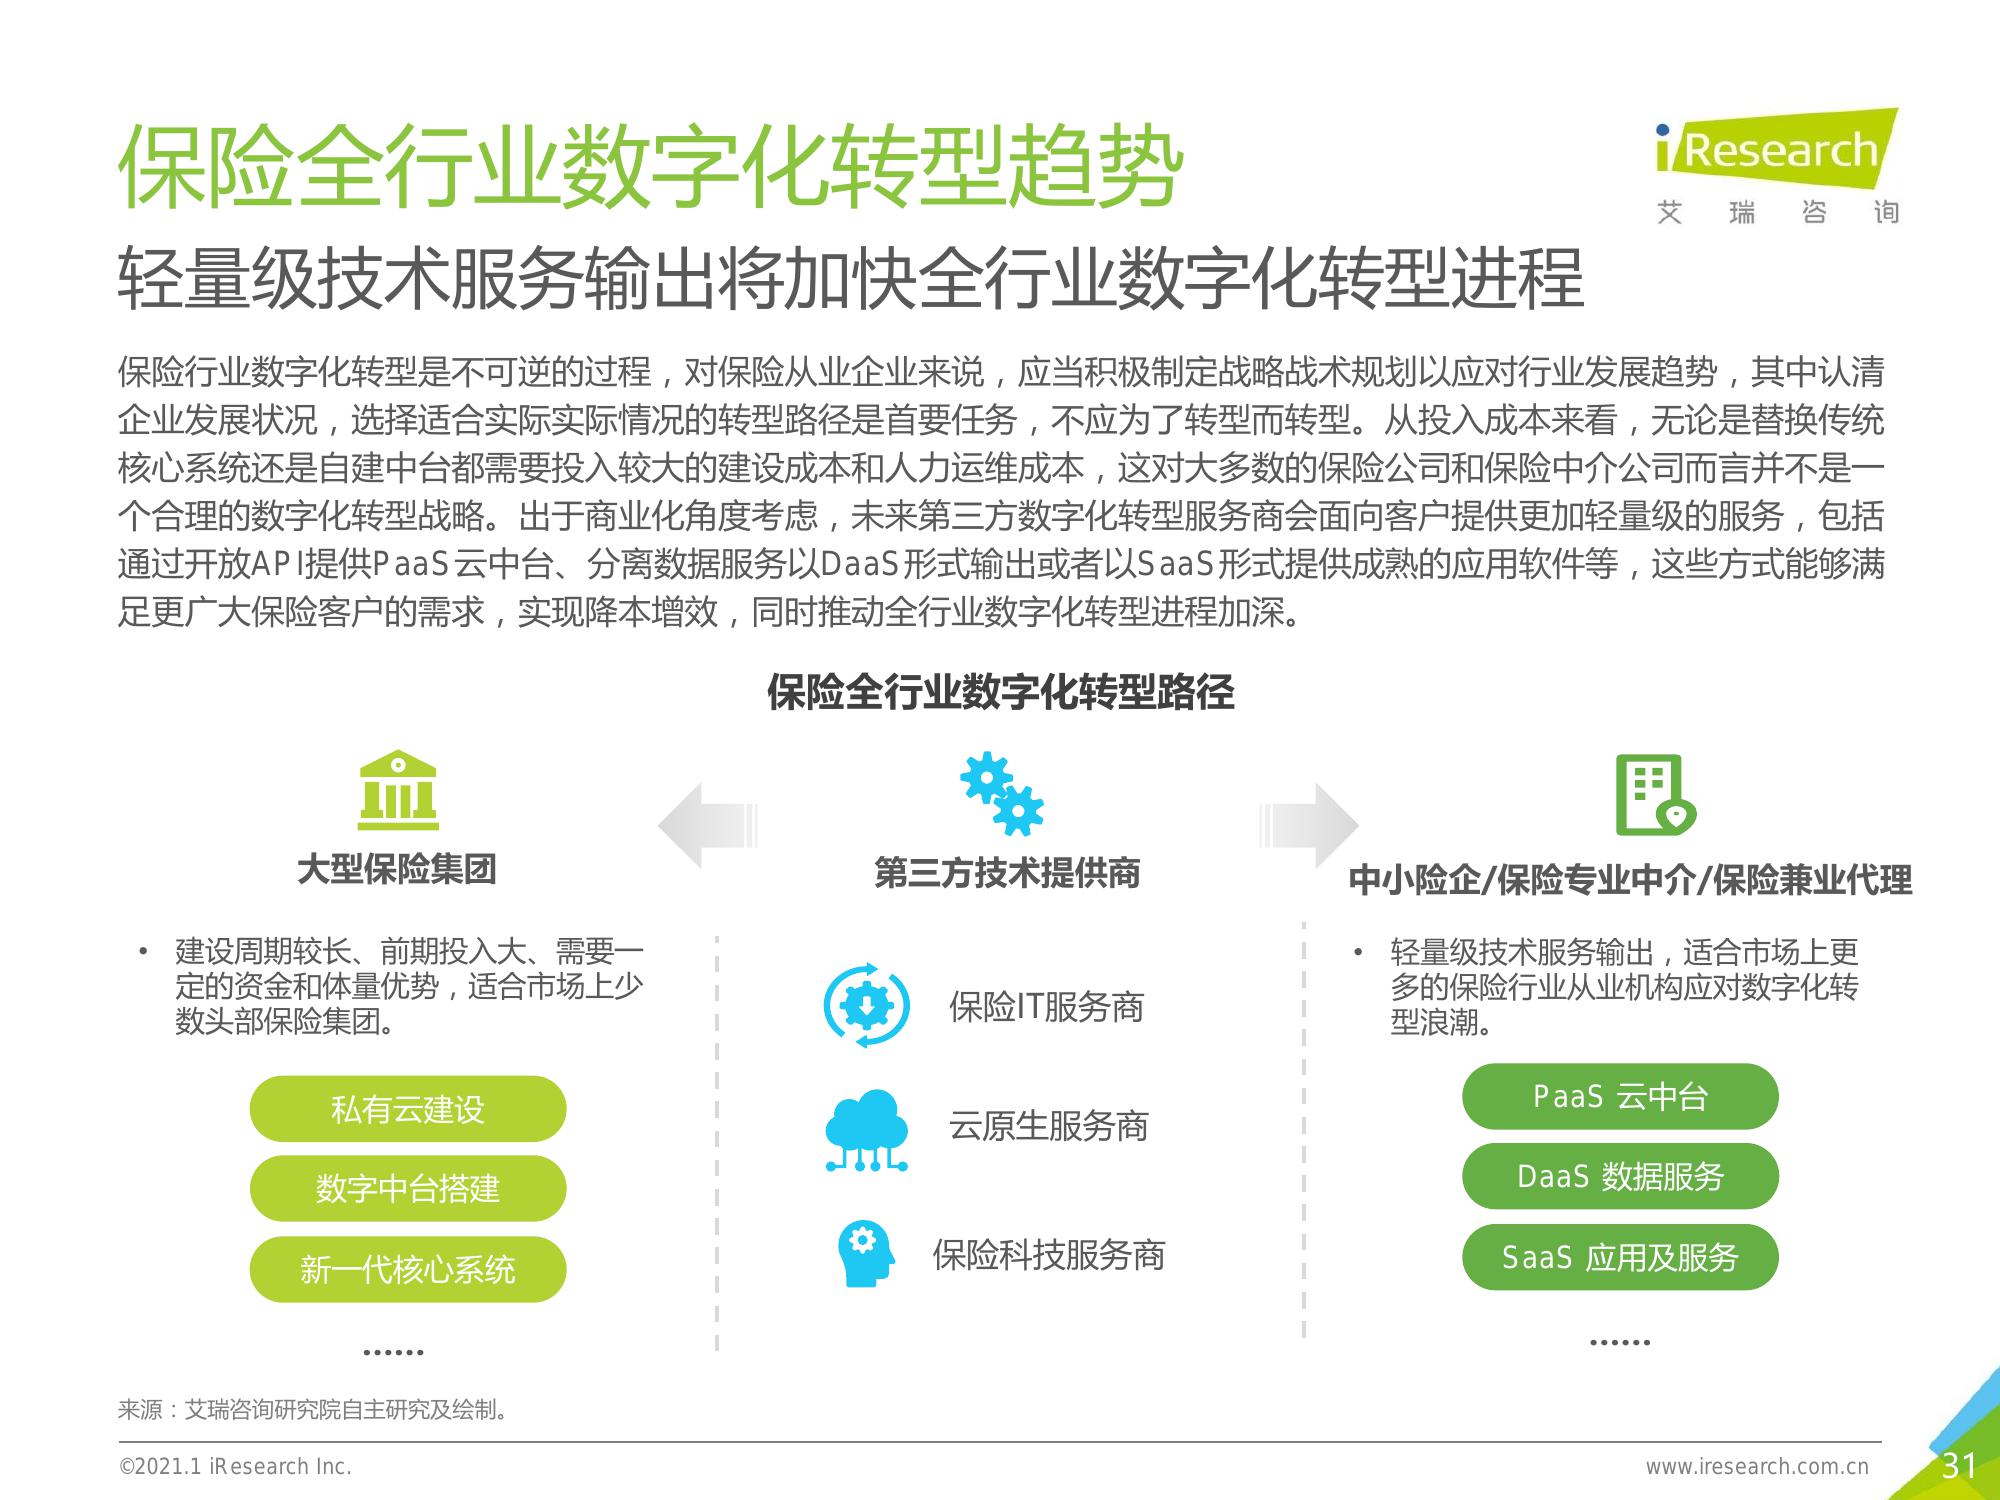 保险全行业数字化转型趋势
iResearch
艾瑞咨询
轻量级技术服务输出将加快全行业数字化转型进程
保险行业数字化转型是不可逆的过程，对保险从业企业来说，应当积极制定战略战术规划以应对行业发展趋势，其中认清
企业发展状况，选择适合实际实际情况的转型路径是首要任务，不应为了转型而转型。从投入成本来看，无论是替换传统
核心系统还是自建中台都需要投入较大的建设成本和人力运维成本，这对大多数的保险公司和保险中介公司而言并不是一
个合理的数字化转型战略。出于商业化角度考虑，未来第三方数字化转型服务商会面向客户提供更加轻量级的服务，包括
通过开放API提供PaaS云中台、分离数据服务以DaaS形式输出或者以SaaS形式提供成熟的应用软件等，这些方式能够满
足更广大保险客户的需求，实现降本增效，同时推动全行业数字化转型进程加深。
保险全行业数字化转型路径
大型保险集团
• 建设周期较长、前期投入大、需要一
定的资金和体量优势，适合市场上少
数头部保险集团。
私有云建设
数字中台搭建
新一代核心系统
……
第三方技术提供商
保险IT服务商
云原生服务商
保险科技服务商
中小险企/保险专业中介/保险兼业代理
• 轻量级技术服务输出，适合市场上更
多的保险行业从业机构应对数字化转
型浪潮。
PaaS 云中台
DaaS 数据服务
SaaS 应用及服务
……
来源：艾瑞咨询研究院自主研究及绘制。
©2021.1 iResearch Inc.
www.iresearch.com.cn
31